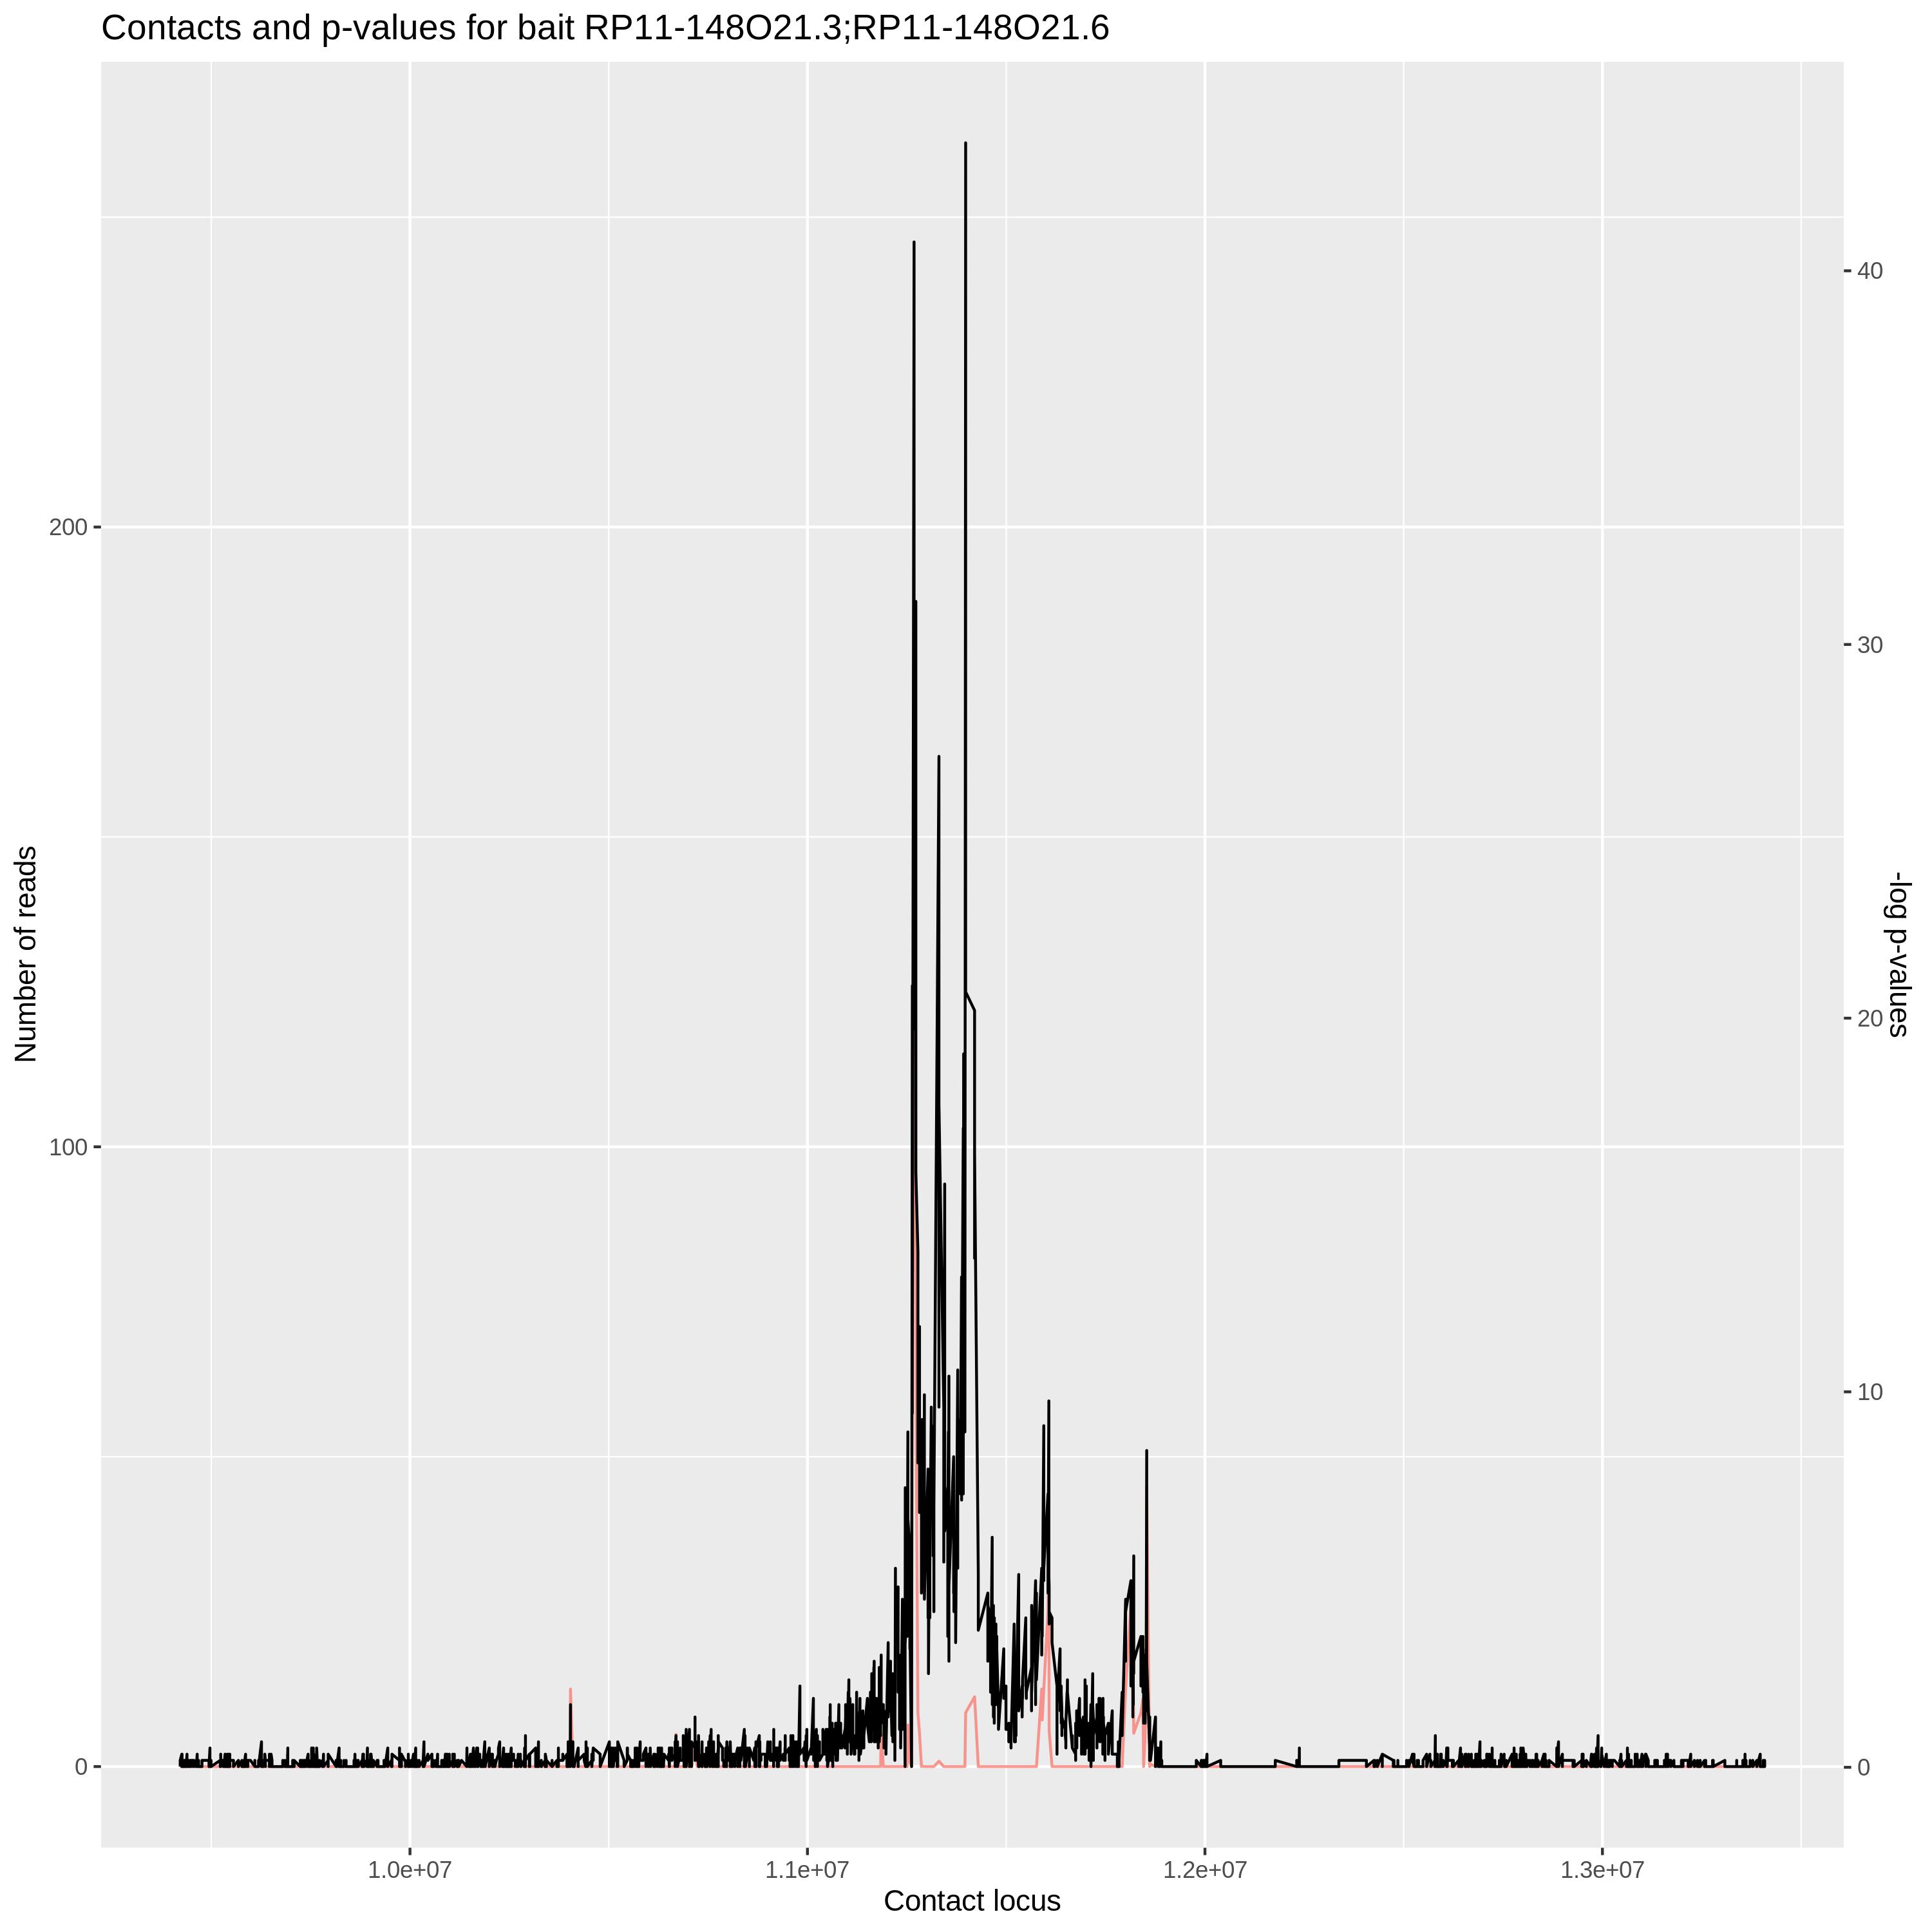 Contacts and p-values for bait RP11-148O21.3;RP11-148O21.6
Number of reads
200
100
0
40
30
20
10
0
-log p-values
1.0e+07
1.1e+07
1.2e+07
1.3e+07
Contact locus